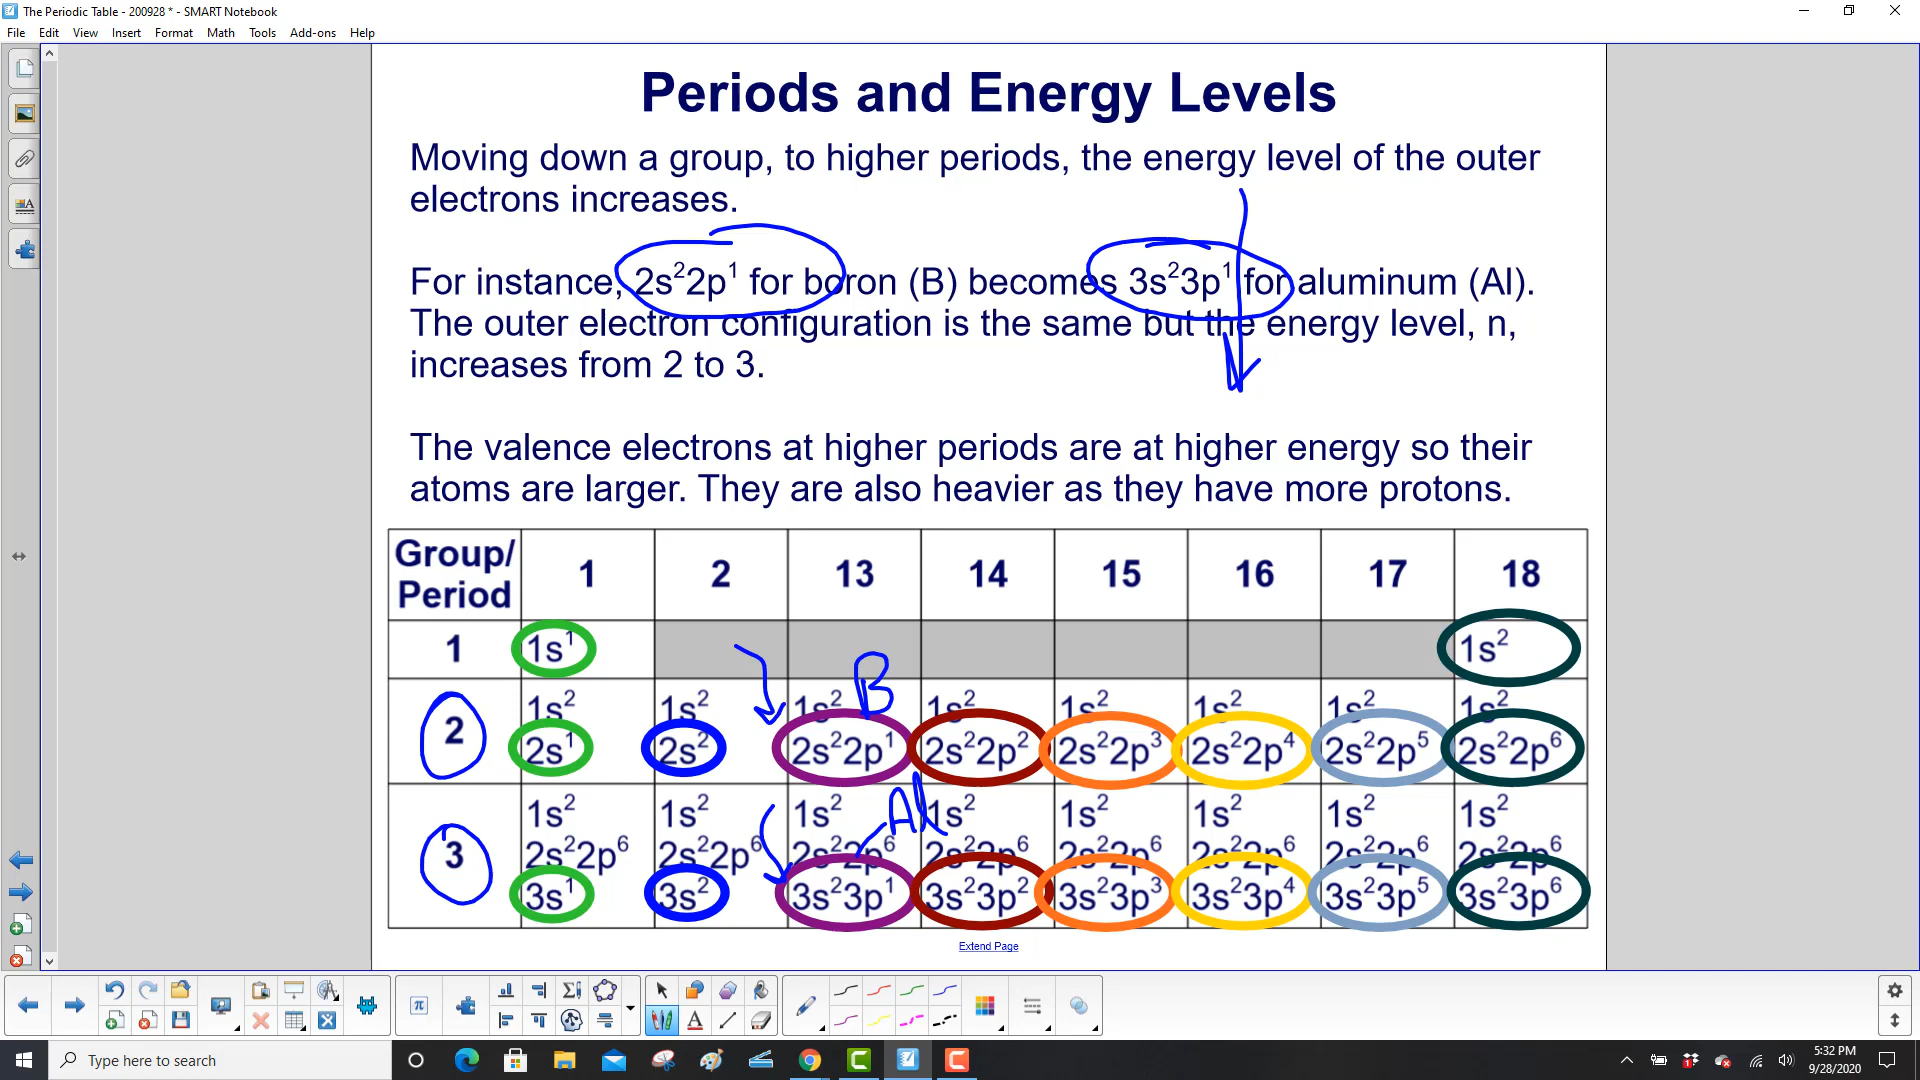 The Periodic Table - 200928 * - SMART Notebook
File Edit View Insert Format Math Tools Add-ons Help
Periods and Energy Levels
Moving down a group, to higher periods, the energy level of the outer
electrons increases.
For instance, 2s²2p¹ for boron (B) becomes 3s²3p¹ for aluminum (Al).
The outer electron configuration is the same but the energy level, n,
increases from 2 to 3.
The valence electrons at higher periods are at higher energy so their
atoms are larger. They are also heavier as they have more protons.
Group/ 1 2 13 14 15 16 17 18
Period
1 1s¹ 1s²
B
2 1s² 1s² 1s² 1s² 1s² 1s² 1s² 1s²
2s¹ 2s² 2s²2p¹ 2s²2p² 2s²2p³ 2s²2p⁴ 2s²2p⁵ 2s²2p⁶
Al
3 1s² 1s² 1s² 1s² 1s² 1s² 1s² 1s²
2s²2p⁶ 2s²2p⁶ 2s²2p⁶ 2s²2p⁶ 2s²2p⁶ 2s²2p⁶ 2s²2p⁶ 2s²2p⁶
3s¹ 3s² 3s²3p¹ 3s²3p² 3s²3p³ 3s²3p⁴ 3s²3p⁵ 3s²3p⁶
Extend Page
Type here to search
5:32 PM
9/28/2020